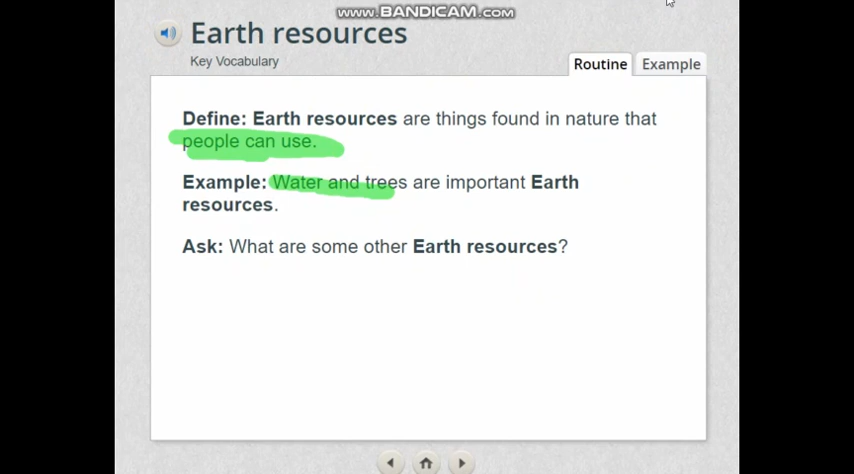 www.BANDICAM.com
Earth resources
Key Vocabulary
Routine
Example
Define: Earth resources are things found in nature that
people can use.
Example: Water and trees are important Earth
resources.
Ask: What are some other Earth resources?